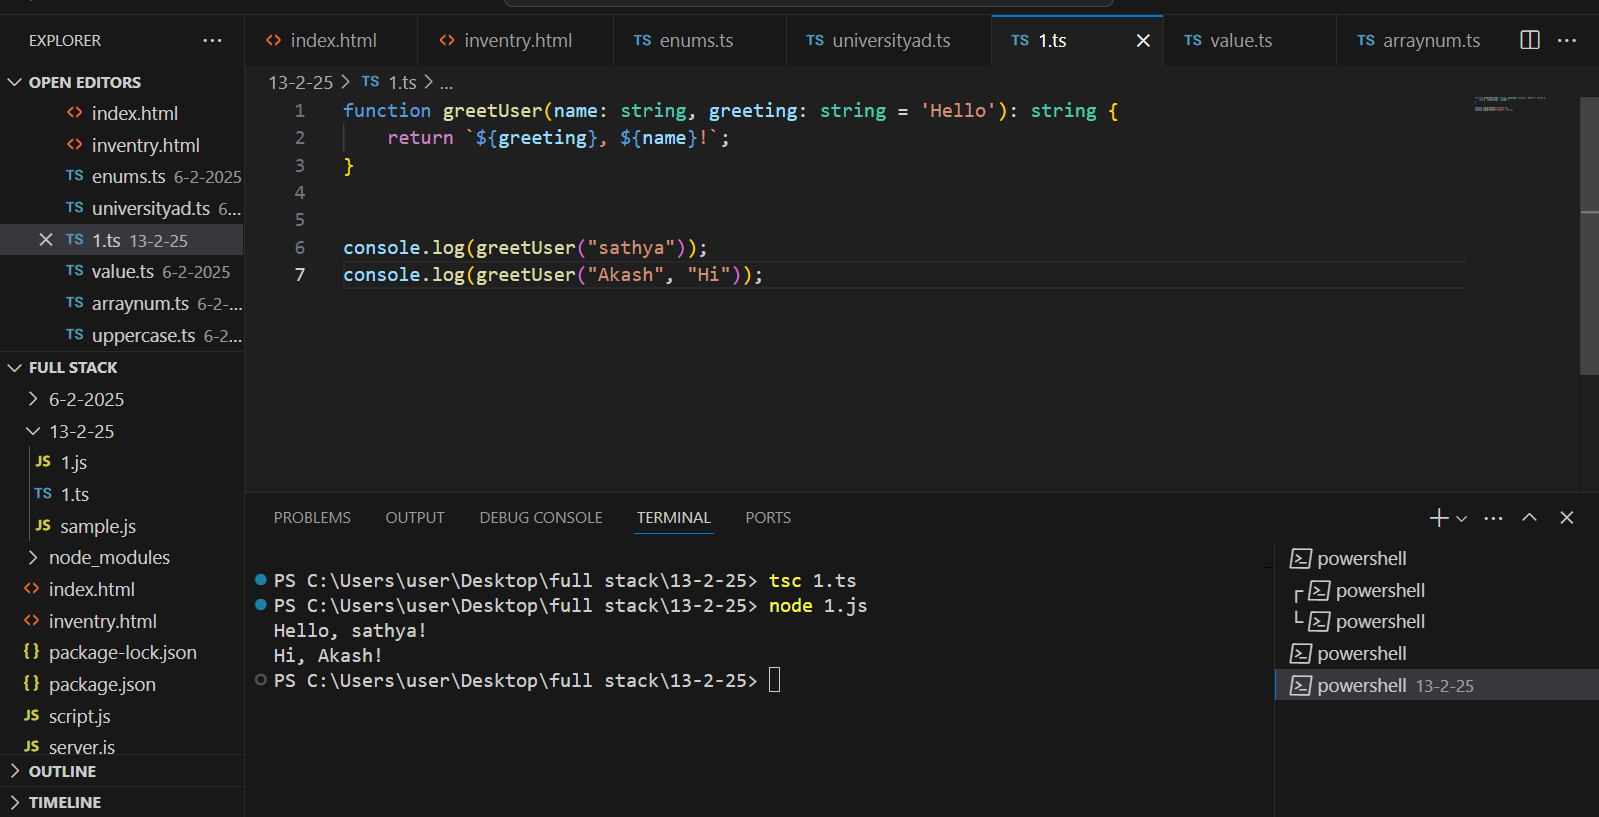 EXPLORER ...
OPEN EDITORS
index.html
inventry.html
TS enums.ts 6-2-2025
TS universityad.ts 6...
TS 1.ts 13-2-25
TS value.ts 6-2-2025
TS arraynum.ts 6-2-...
TS uppercase.ts 6-2...
FULL STACK
6-2-2025
13-2-25
JS 1.js
TS 1.ts
JS sample.js
node_modules
index.html
inventry.html
{} package-lock.json
{} package.json
JS script.js
JS server.js
OUTLINE
TIMELINE
<> index.html <> inventry.html TS enums.ts TS universityad.ts TS 1.ts TS value.ts TS arraynum.ts
13-2-25 > TS 1.ts > ...
1 function greetUser(name: string, greeting: string = 'Hello'): string {
2 return `${greeting}, ${name}!`;
3 }
4
5
6 console.log(greetUser("sathya"));
7 console.log(greetUser("Akash", "Hi"));
PROBLEMS OUTPUT DEBUG CONSOLE TERMINAL PORTS
PS C:\Users\user\Desktop\full stack\13-2-25> tsc 1.ts
PS C:\Users\user\Desktop\full stack\13-2-25> node 1.js
Hello, sathya!
Hi, Akash!
PS C:\Users\user\Desktop\full stack\13-2-25>
powershell
powershell
powershell
powershell
powershell 13-2-25